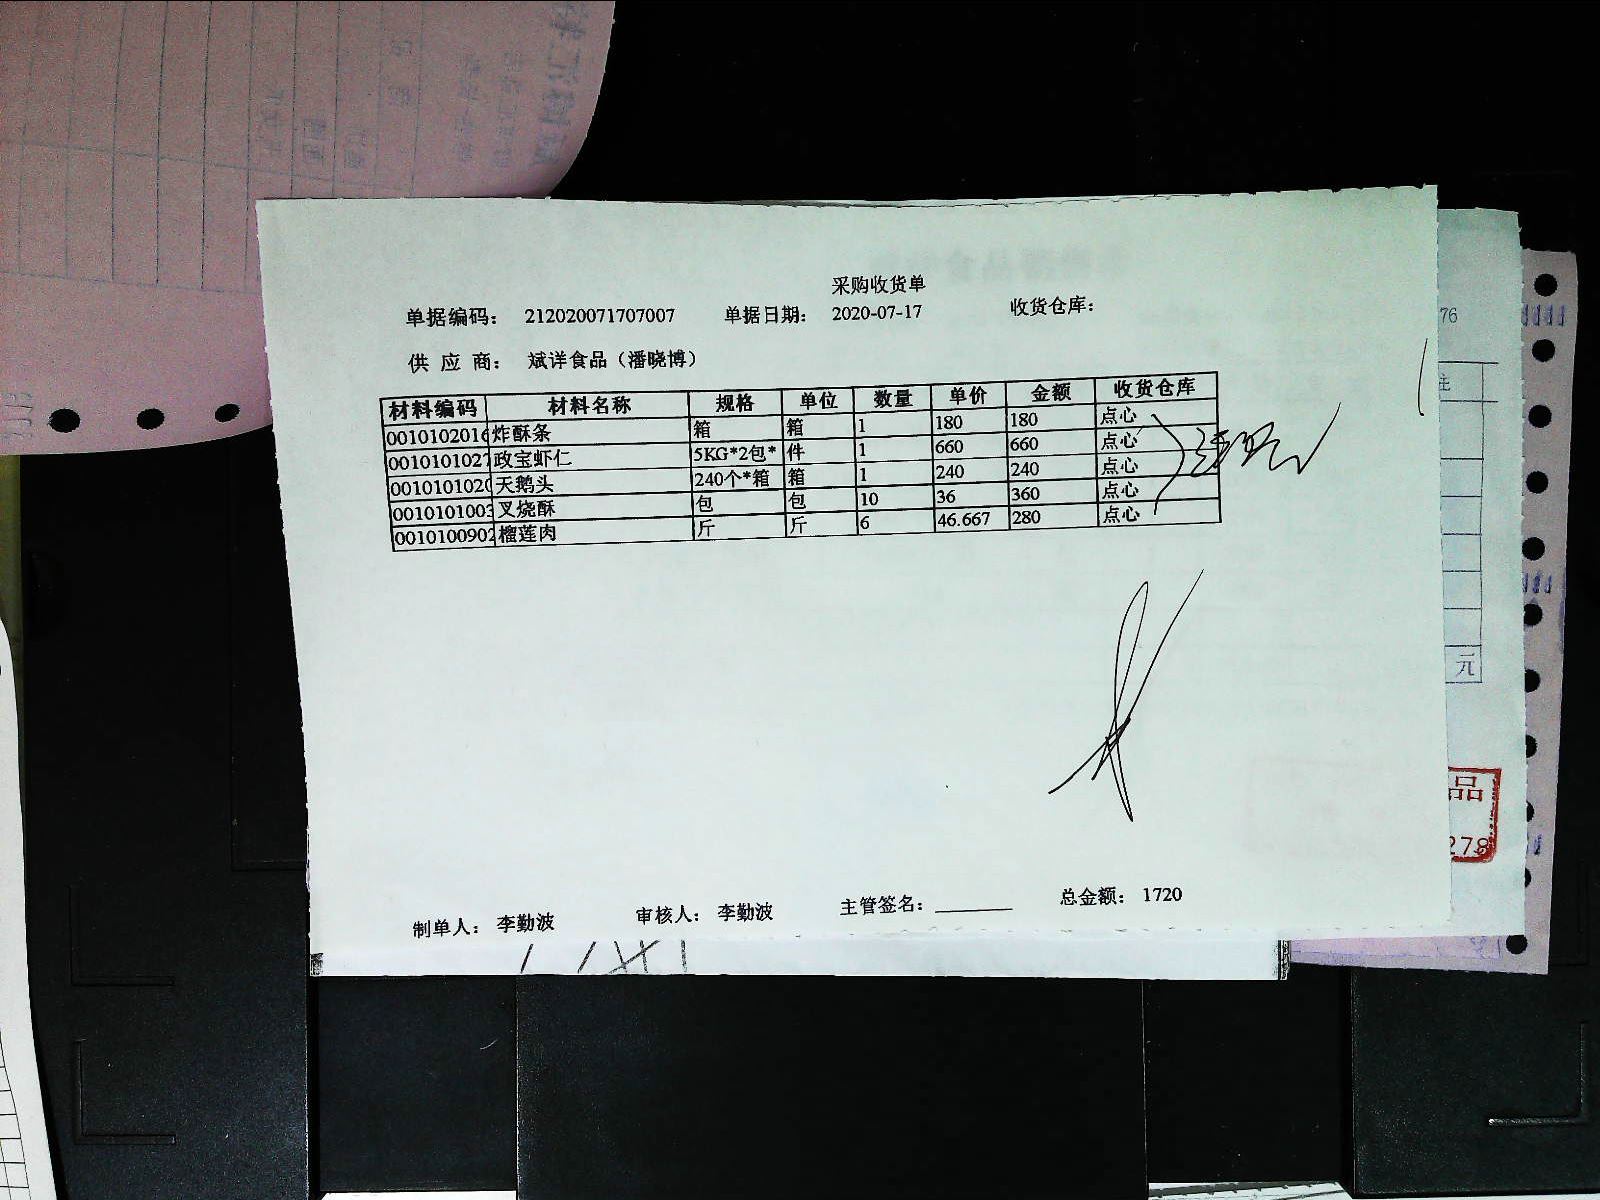 采购收货单
单据编码： 212020071707007 单据日期： 2020-07-17 收货仓库：
供 应 商： 斌洋食品（潘晓博）
材料编码 材料名称 规格 单位 数量 单价 金额 收货仓库
0010102016 炸酥条 箱 箱 1 180 180 点心
0010101027 政宝虾仁 5KG*2包* 件 1 660 660 点心
0010101020 天鹅头 240个*箱 箱 1 240 240 点心
0010101003 叉烧酥 包 包 10 36 360 点心
0010100902 榴莲肉 斤 斤 6 46.667 280 点心
制单人： 李勤波 审核人： 李勤波 主管签名： 总金额： 1720
76
元
品
278